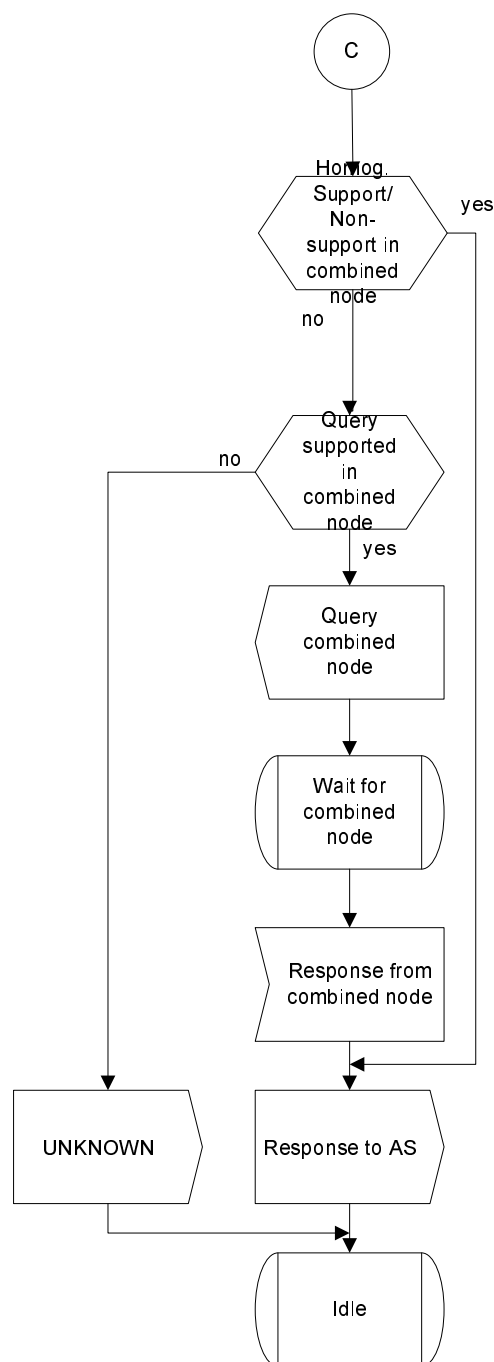 C
Homog.
Support/
Non-
support in
combined
node
yes
no
Query
supported
in
combined
node
no
yes
Query
combined
node
Wait for
combined
node
Response from
combined node
UNKNOWN
Response to AS
Idle